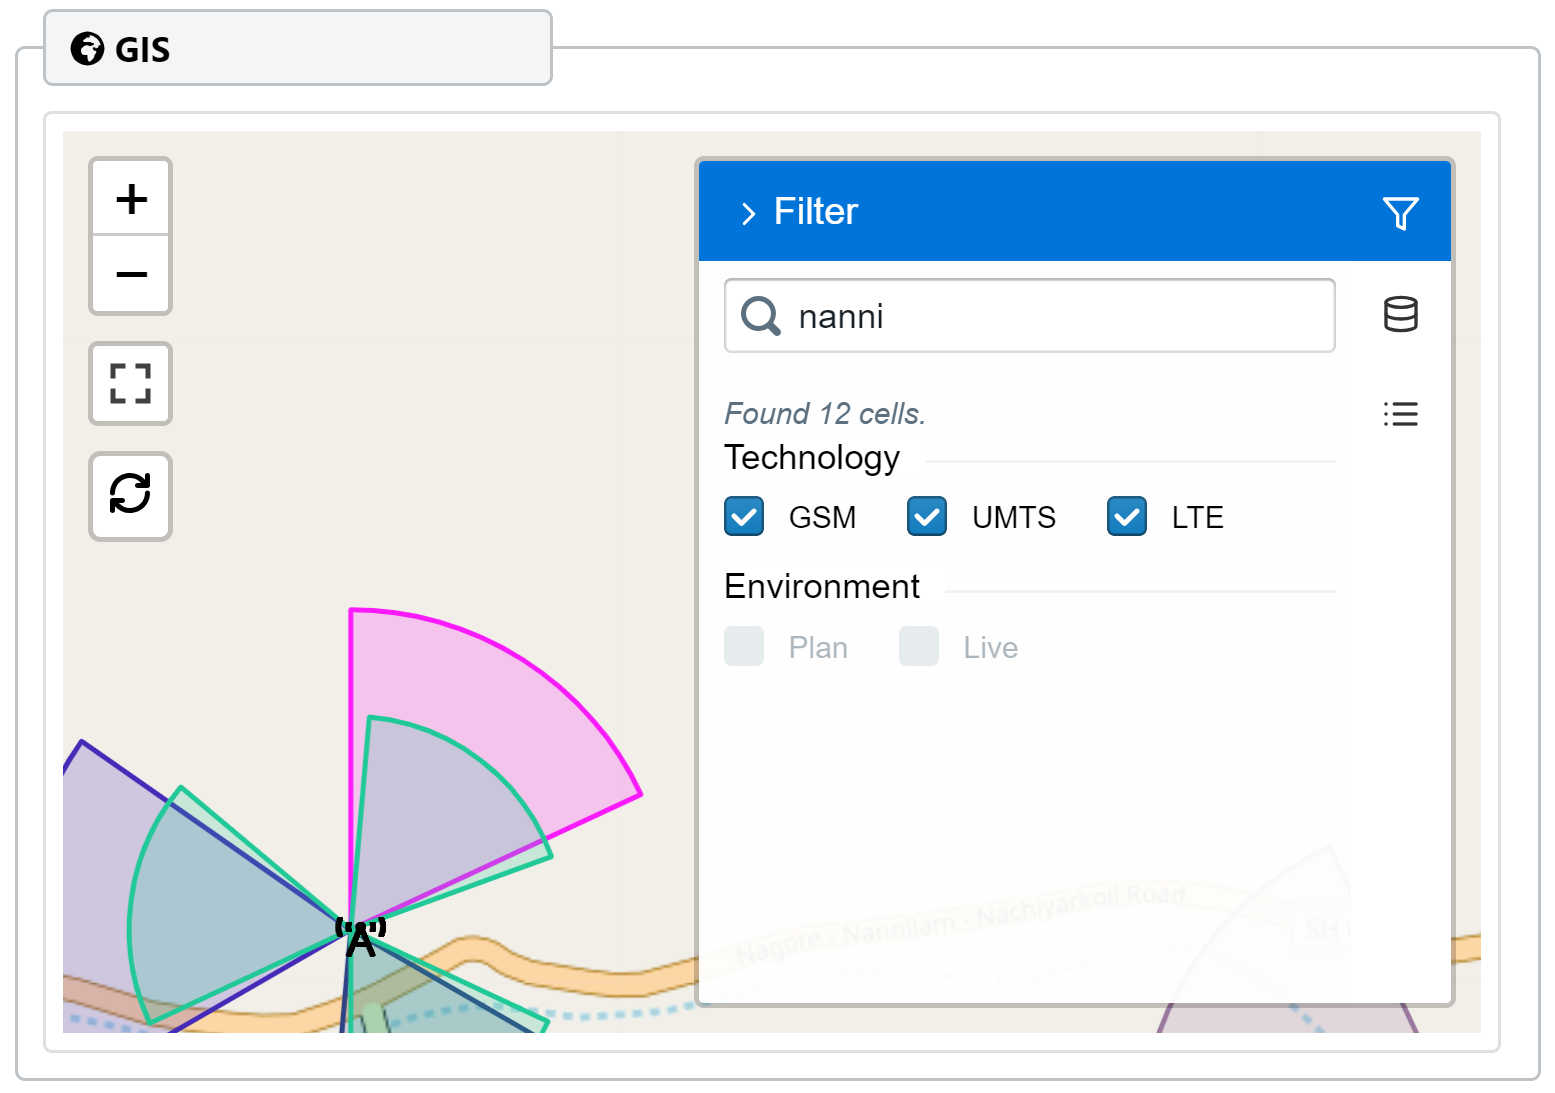 GIS
+
−
Filter
nanni
Found 12 cells.
Technology
GSM UMTS LTE
Environment
Plan Live
Nagore - Nannilam - Nachiyarkoil Road
SH